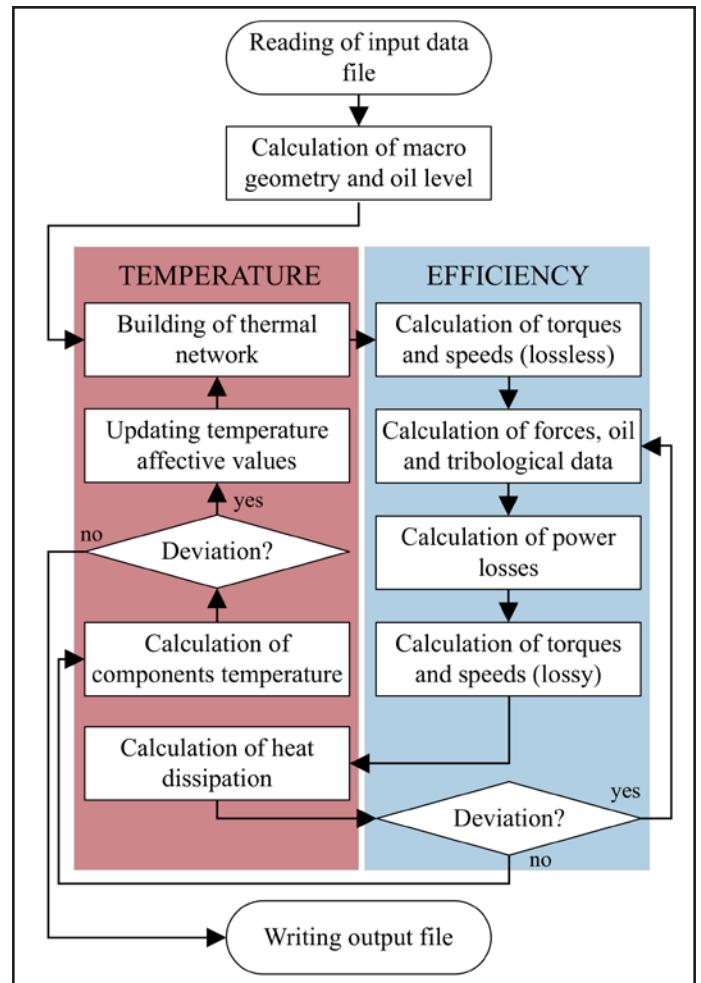 Reading of input data
file
Calculation of macro
geometry and oil level
TEMPERATURE
EFFICIENCY
Building of thermal
network
Calculation of torques
and speeds (lossless)
Updating temperature
affective values
Calculation of forces, oil
and tribological data
yes
no
Deviation?
Calculation of power
losses
Calculation of
components temperature
Calculation of torques
and speeds (lossy)
Calculation of heat
dissipation
Deviation?
yes
no
Writing output file